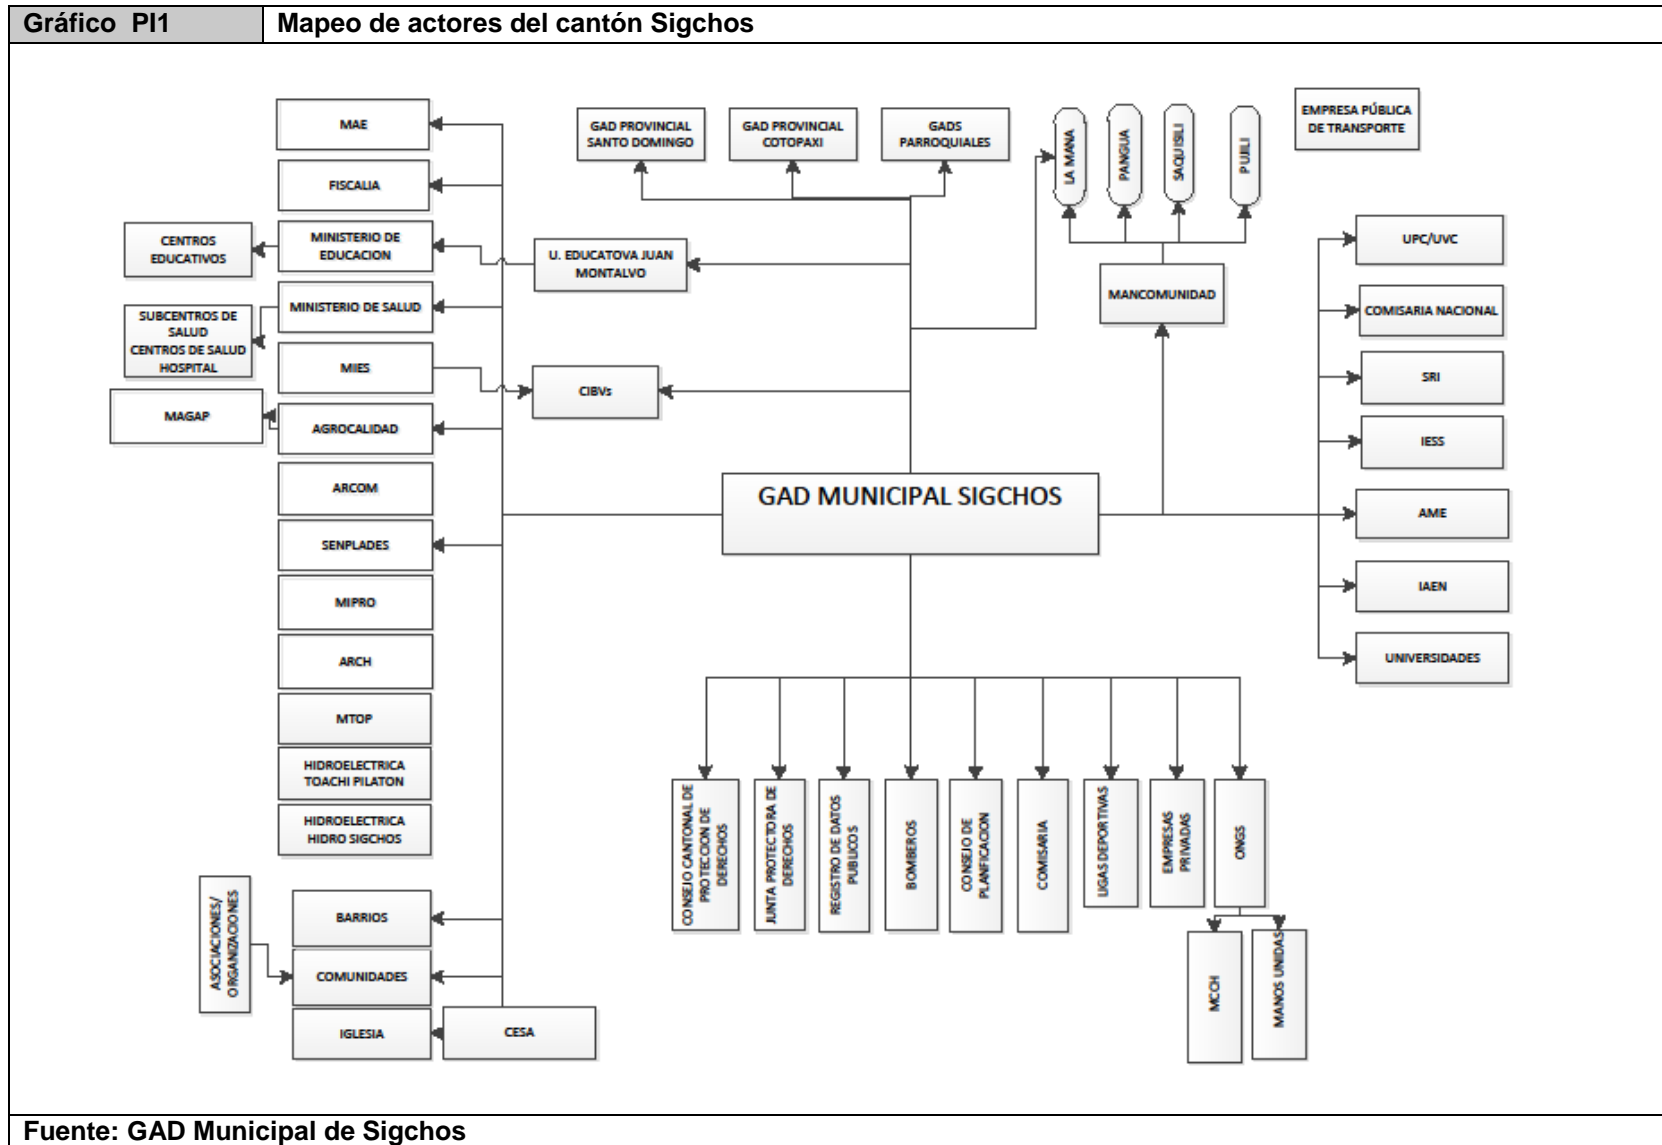 Gráfico PI1
Mapeo de actores del cantón Sigchos
MAE
FISCALIA
MINISTERIO DE
EDUCACION
CENTROS
EDUCATIVOS
MINISTERIO DE SALUD
SUBCENTROS DE
SALUD
CENTROS DE SALUD
HOSPITAL
MIES
MAGAP
AGROCALIDAD
ARCOM
SENPLADES
MIPRO
ARCH
MTOP
HIDROELECTRICA
TOACHI PILATON
HIDROELECTRICA
HIDRO SIGCHOS
ASOCIACIONES/
ORGANIZACIONES
BARRIOS
COMUNIDADES
IGLESIA
CESA
GAD PROVINCIAL
SANTO DOMINGO
GAD PROVINCIAL
COTOPAXI
GADS
PARROQUIALES
U. EDUCATOVA JUAN
MONTALVO
CIBVs
LA MANA
PANGUA
SAQUISILI
PUJILI
MANCOMUNIDAD
EMPRESA PÚBLICA
DE TRANSPORTE
GAD MUNICIPAL SIGCHOS
UPC/UVC
COMISARIA NACIONAL
SRI
IESS
AME
IAEN
UNIVERSIDADES
CONSEJO CANTONAL DE
PROTECCION DE
DERECHOS
JUNTA PROTECTORA DE
DERECHOS
REGISTRO DE DATOS
PUBLICOS
BOMBEROS
CONSEJO DE
PLANFICACION
COMISARIA
LIGAS DEPORTIVAS
EMPRESAS
PRIVADAS
ONGS
MCCH
MANOS UNIDAS
Fuente: GAD Municipal de Sigchos